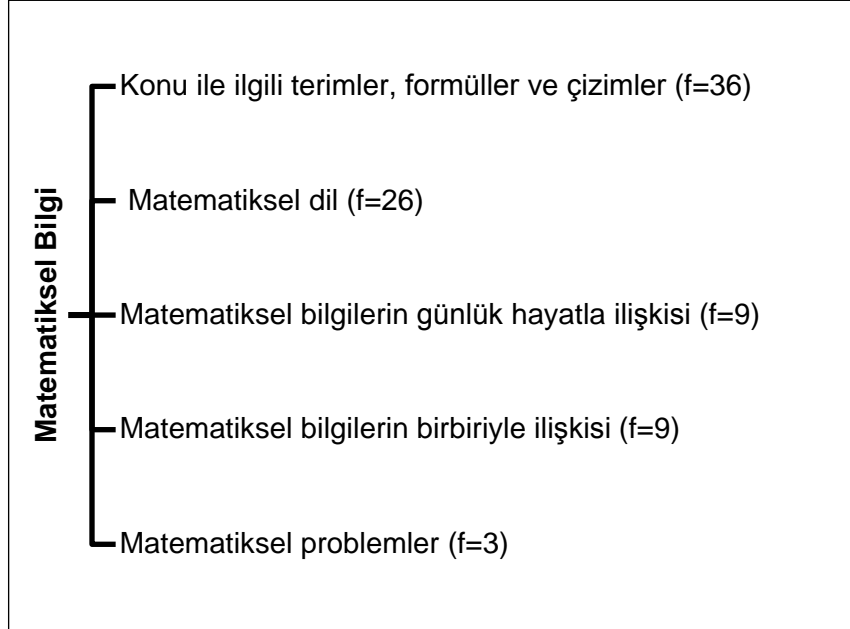 Matematiksel Bilgi
Konu ile ilgili terimler, formüller ve çizimler (f=36)
Matematiksel dil (f=26)
Matematiksel bilgilerin günlük hayatla ilişkisi (f=9)
Matematiksel bilgilerin birbiriyle ilişkisi (f=9)
Matematiksel problemler (f=3)